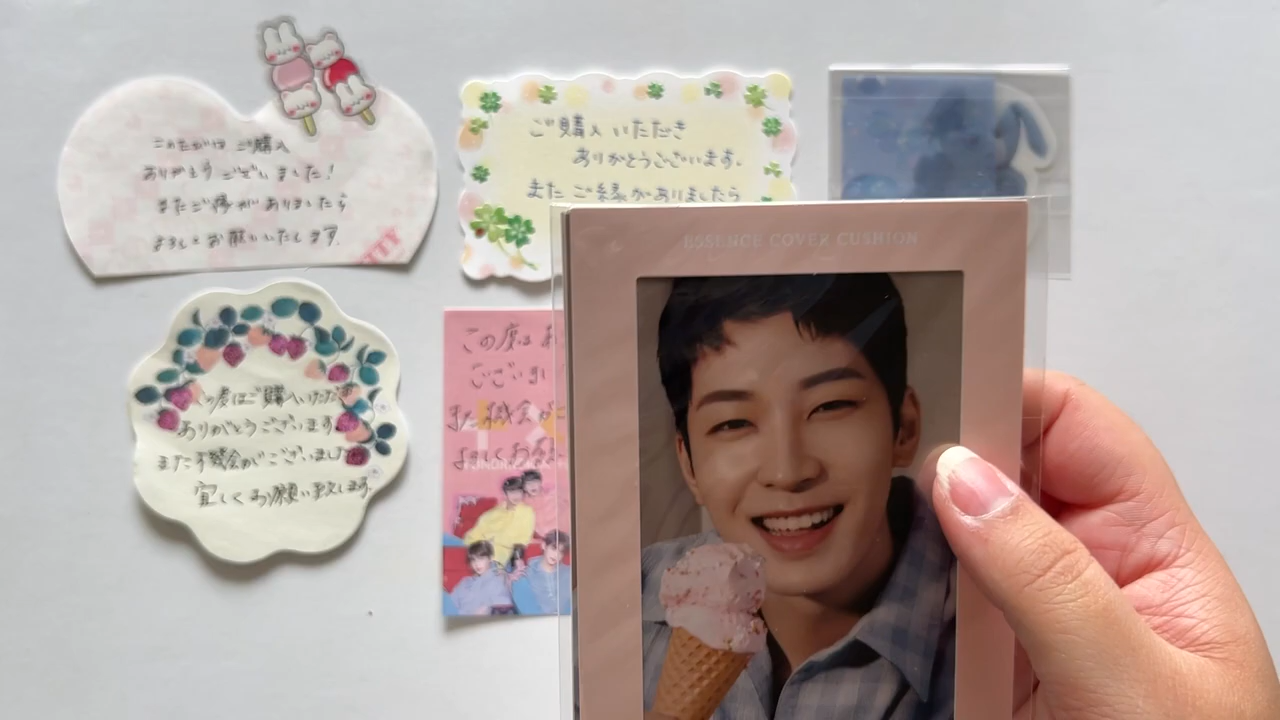 このたびは ご購入
ありがとう ございました!
またご縁がありましたら
よろしくお願いいたします。
ご購入いただき
ありがとうございます。
またご縁がありましたら
ESSENCE COVER CUSHION
の度はご購入いただき
ありがとうございます
また機会がございましたら
宜しくお願い致します。
この度は
ございまし
また機会がご
よろしくお願い